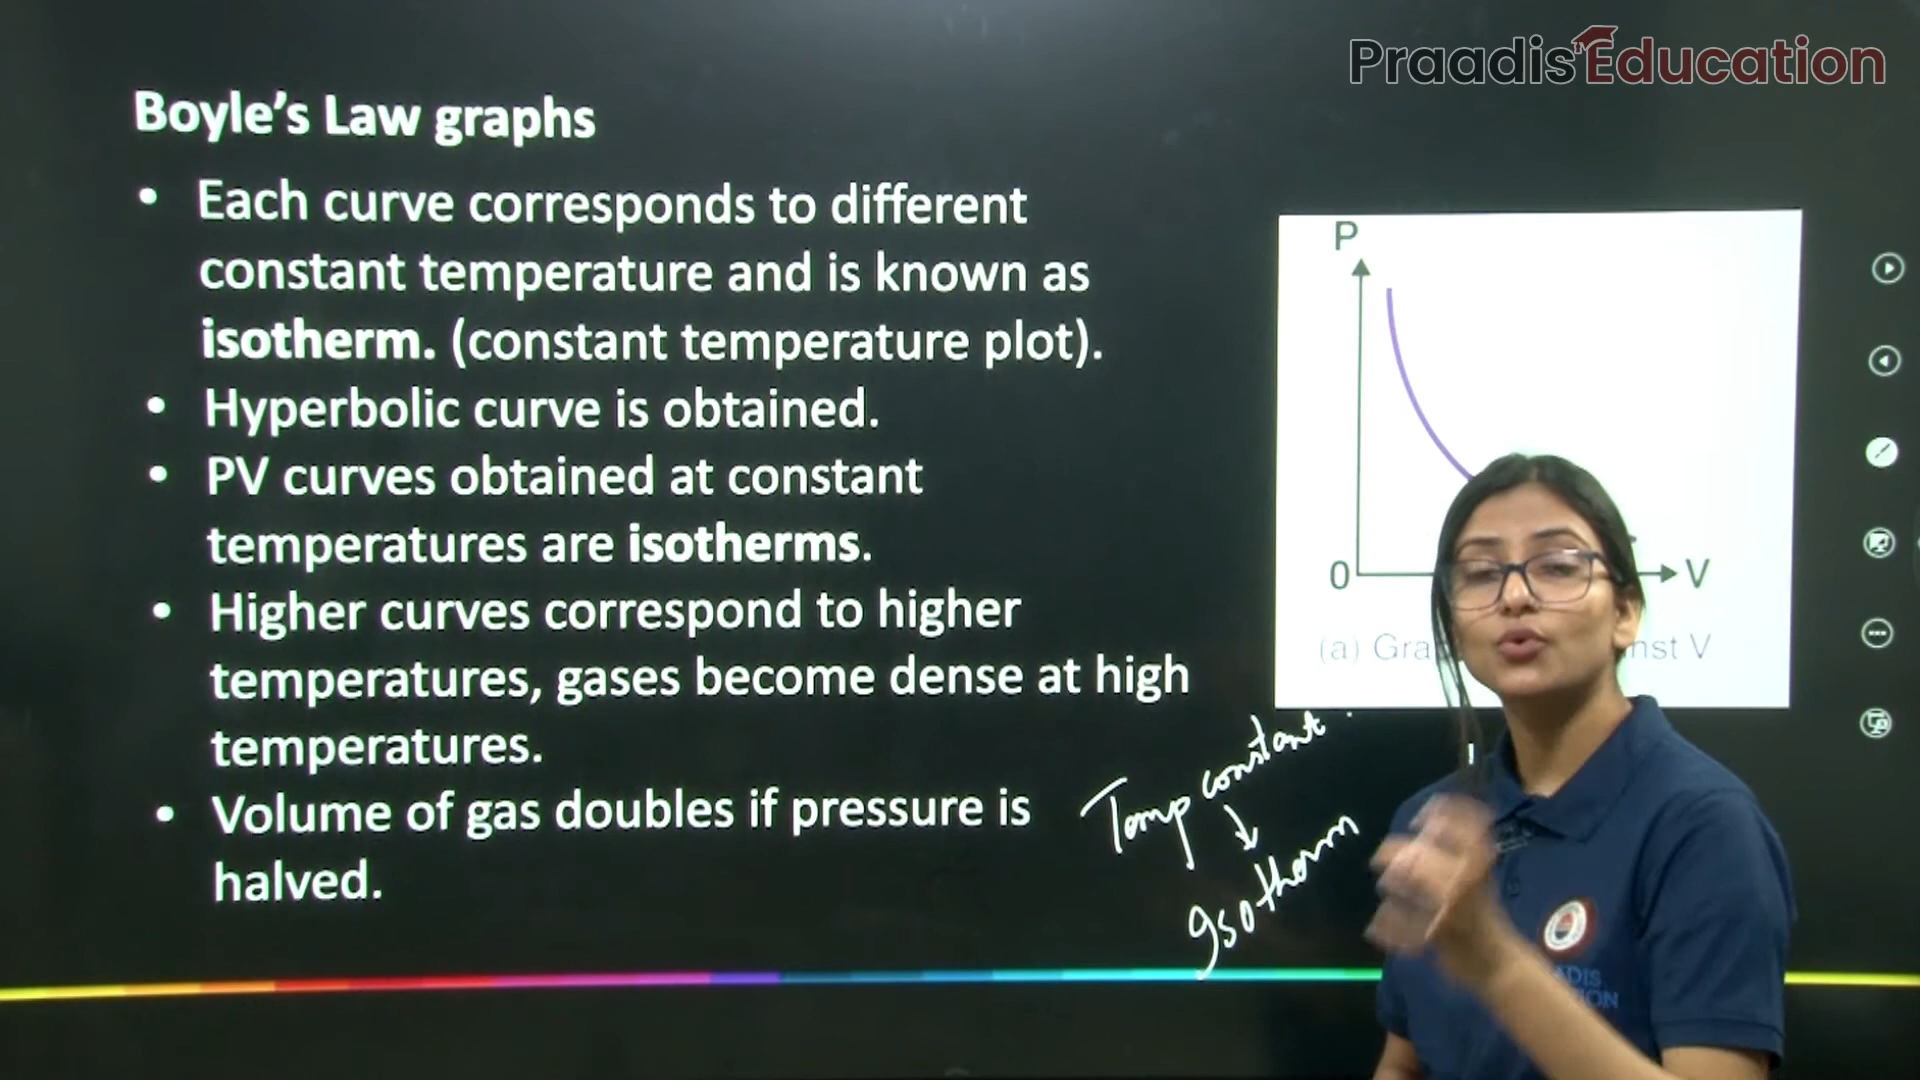 Praadis Education
Boyle's Law graphs
• Each curve corresponds to different
constant temperature and is known as
isotherm. (constant temperature plot).
• Hyperbolic curve is obtained.
• PV curves obtained at constant
temperatures are isotherms.
• Higher curves correspond to higher
temperatures, gases become dense at high
temperatures.
• Volume of gas doubles if pressure is
halved.
P
0
V
(a)
V
Temp constant
↓
Isotherm